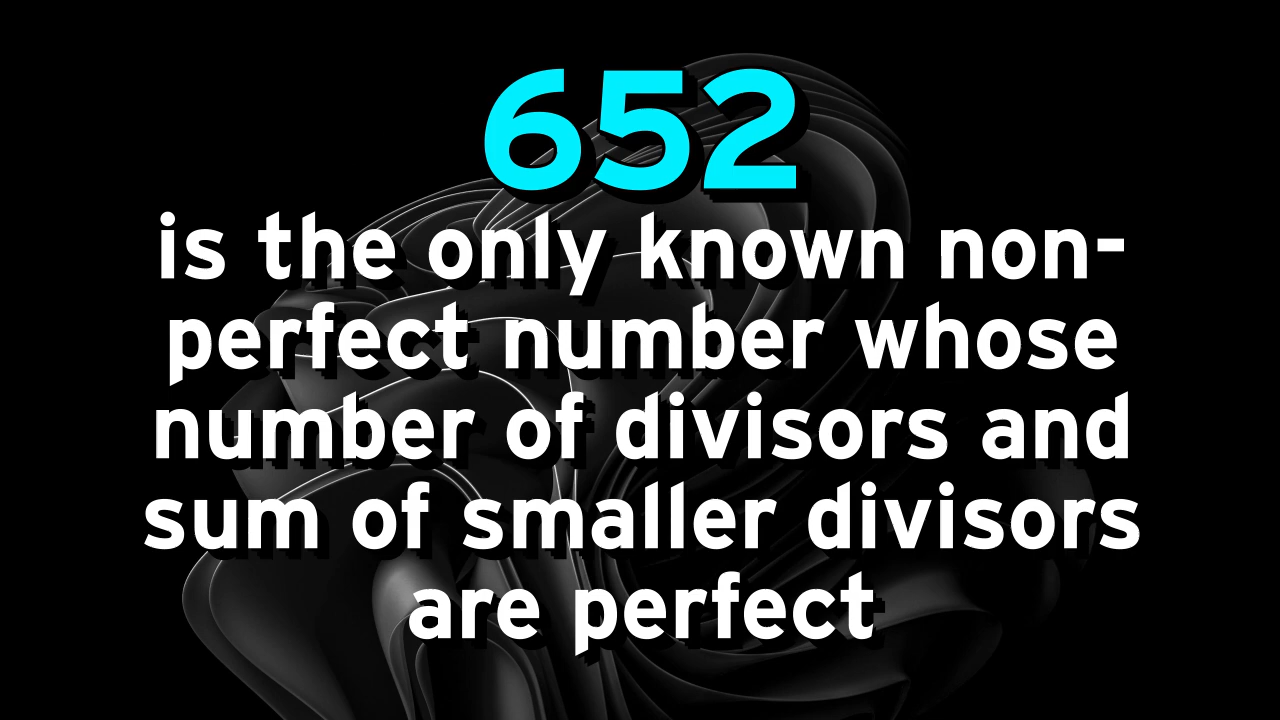 652
is the only known non-
perfect number whose
number of divisors and
sum of smaller divisors
are perfect